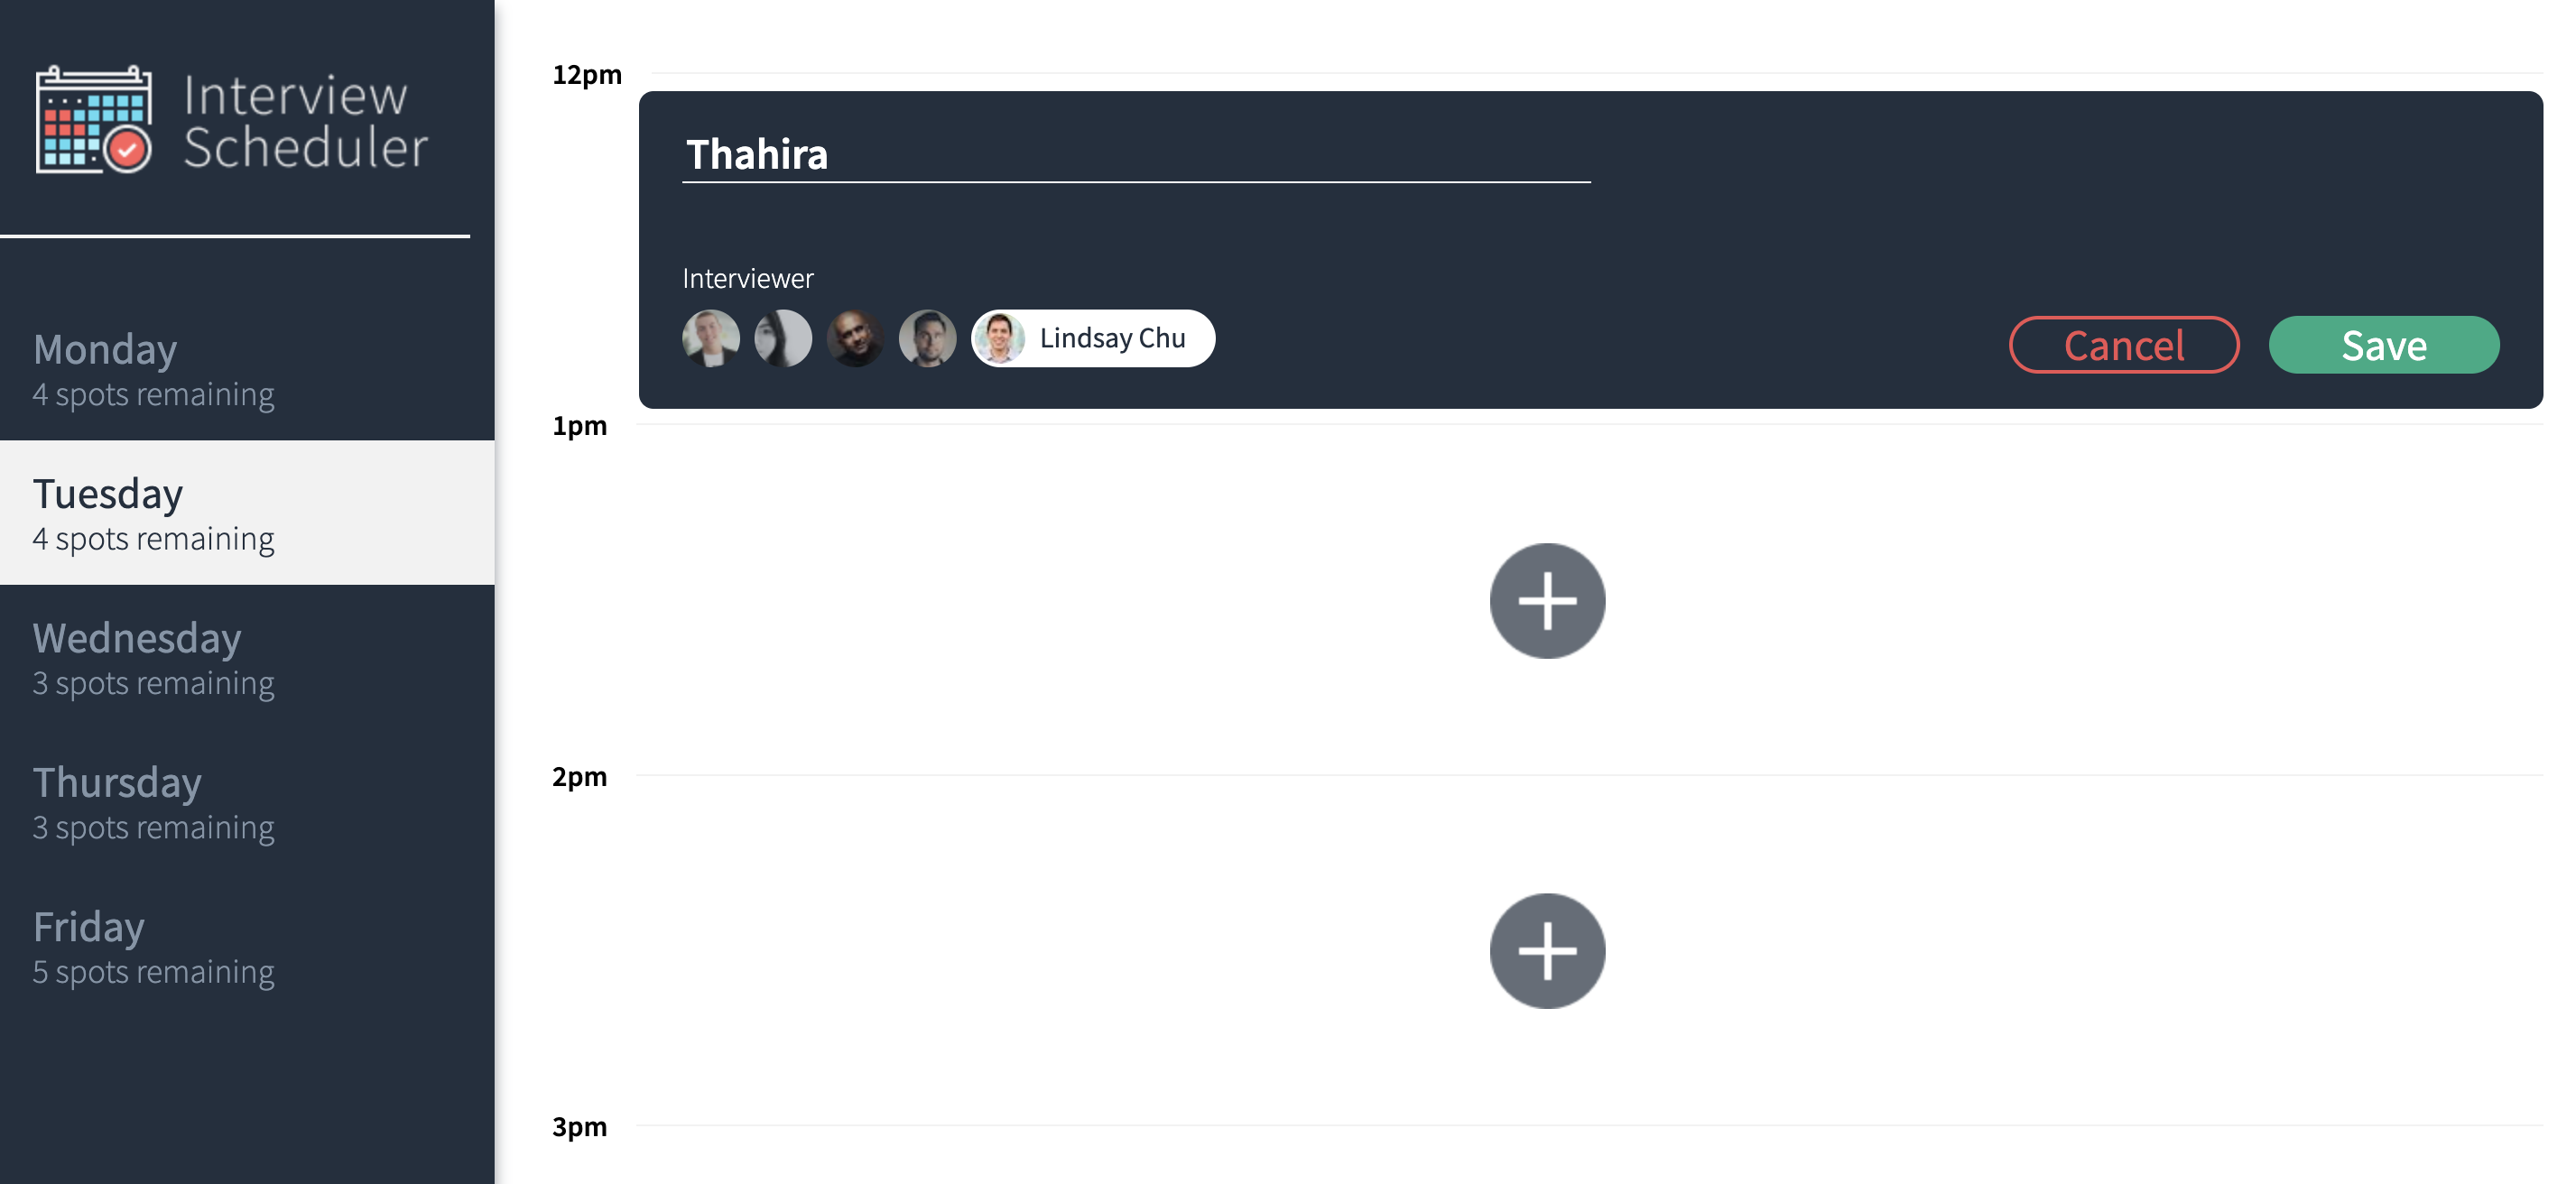 Interview
Scheduler
Monday
4 spots remaining
Tuesday
4 spots remaining
Wednesday
3 spots remaining
Thursday
3 spots remaining
Friday
5 spots remaining
12pm
Thahira
Interviewer
Lindsay Chu
Cancel
Save
1pm
2pm
3pm